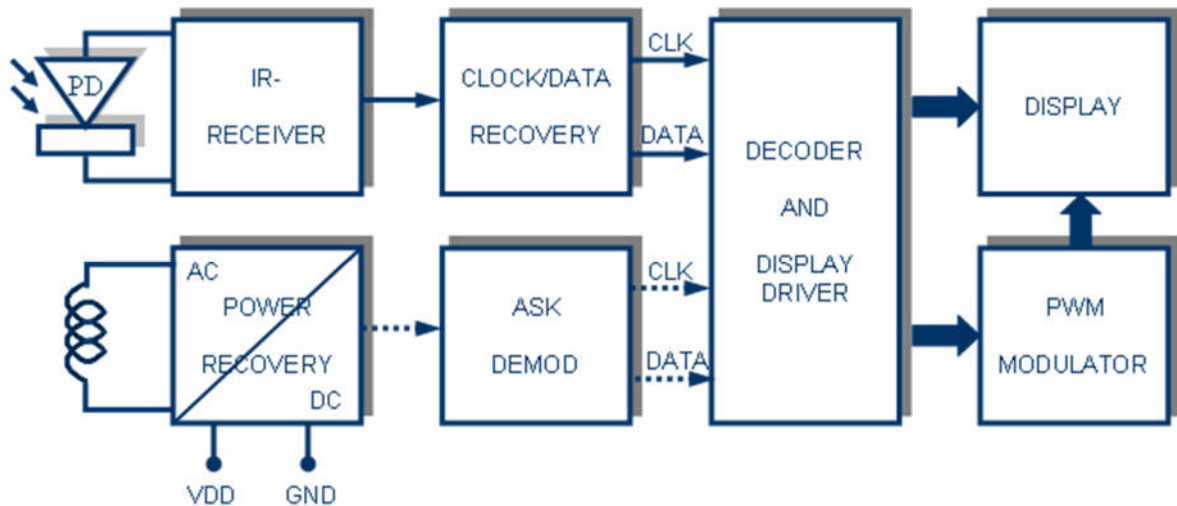 PD
IR-
RECEIVER
CLOCK/DATA
RECOVERY
CLK
DATA
DECODER
AND
DISPLAY
DRIVER
DISPLAY
AC
POWER
RECOVERY
DC
VDD
GND
ASK
DEMOD
CLK
DATA
PWM
MODULATOR